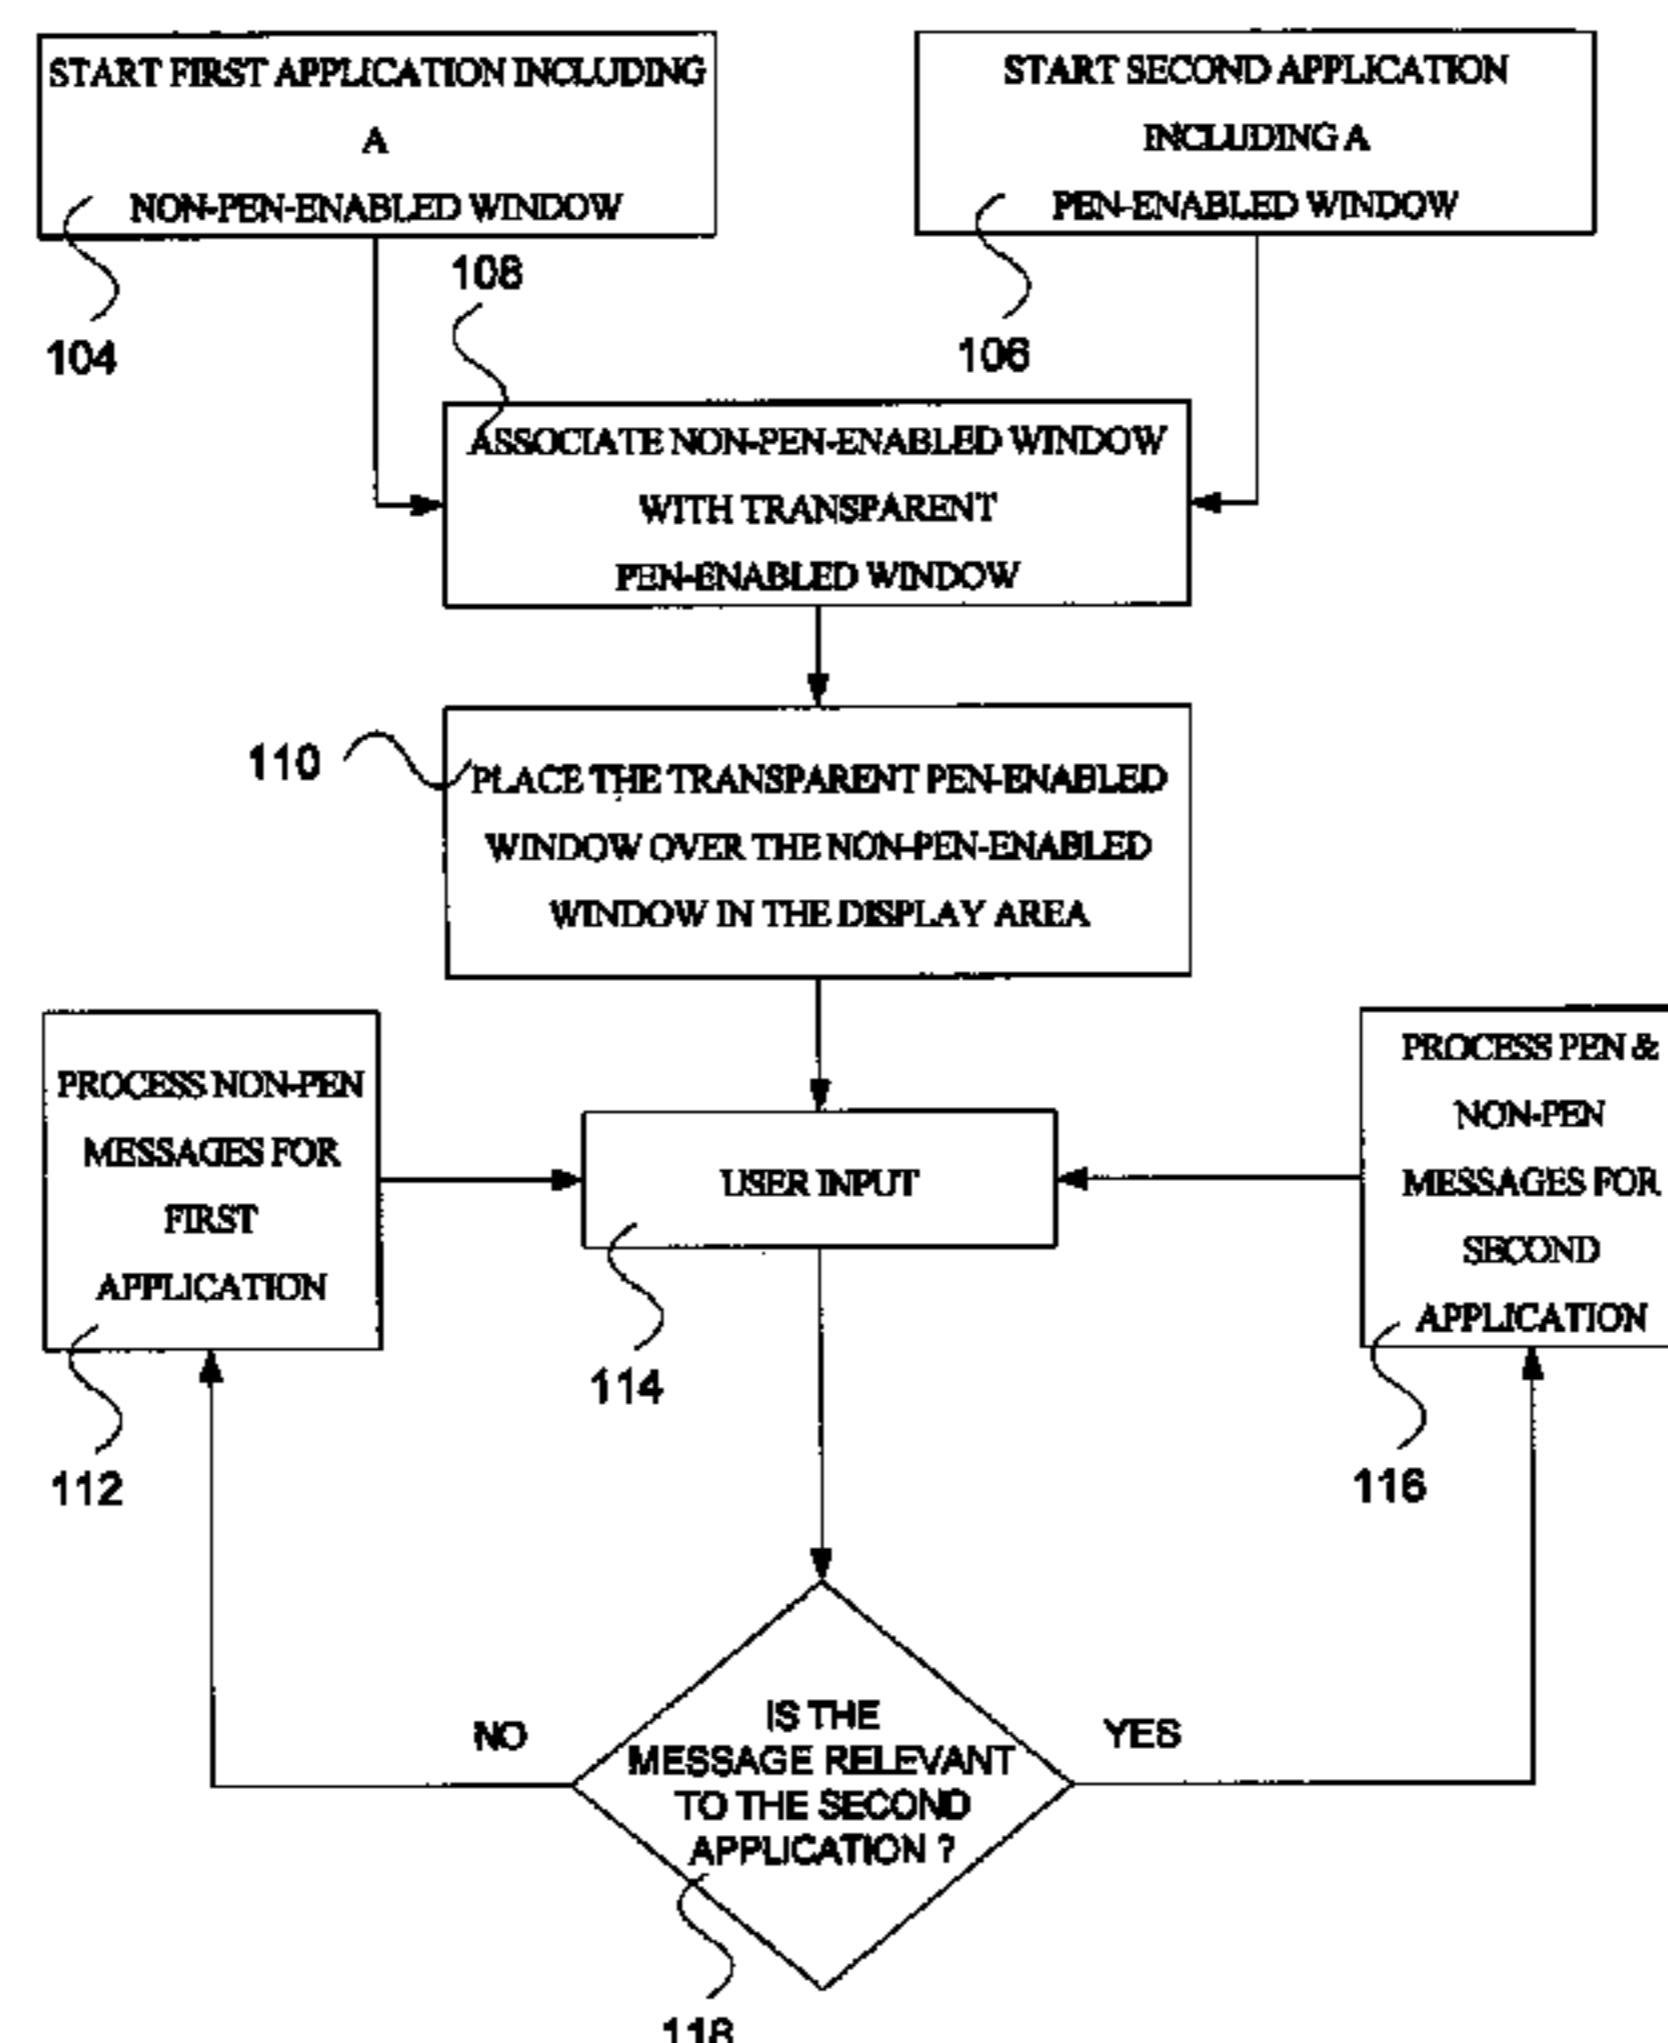 START FIRST APPLICATION INCLUDING
A
NON-PEN-ENABLED WINDOW
104
START SECOND APPLICATION
INCLUDING A
PEN-ENABLED WINDOW
106
108
ASSOCIATE NON-PEN-ENABLED WINDOW
WITH TRANSPARENT
PEN-ENABLED WINDOW
110
PLACE THE TRANSPARENT PEN-ENABLED
WINDOW OVER THE NON-PEN-ENABLED
WINDOW IN THE DISPLAY AREA
PROCESS NON-PEN
MESSAGES FOR
FIRST
APPLICATION
112
USER INPUT
114
PROCESS PEN &
NON-PEN
MESSAGES FOR
SECOND
APPLICATION
116
NO
IS THE
MESSAGE RELEVANT
TO THE SECOND
APPLICATION ?
YES
118